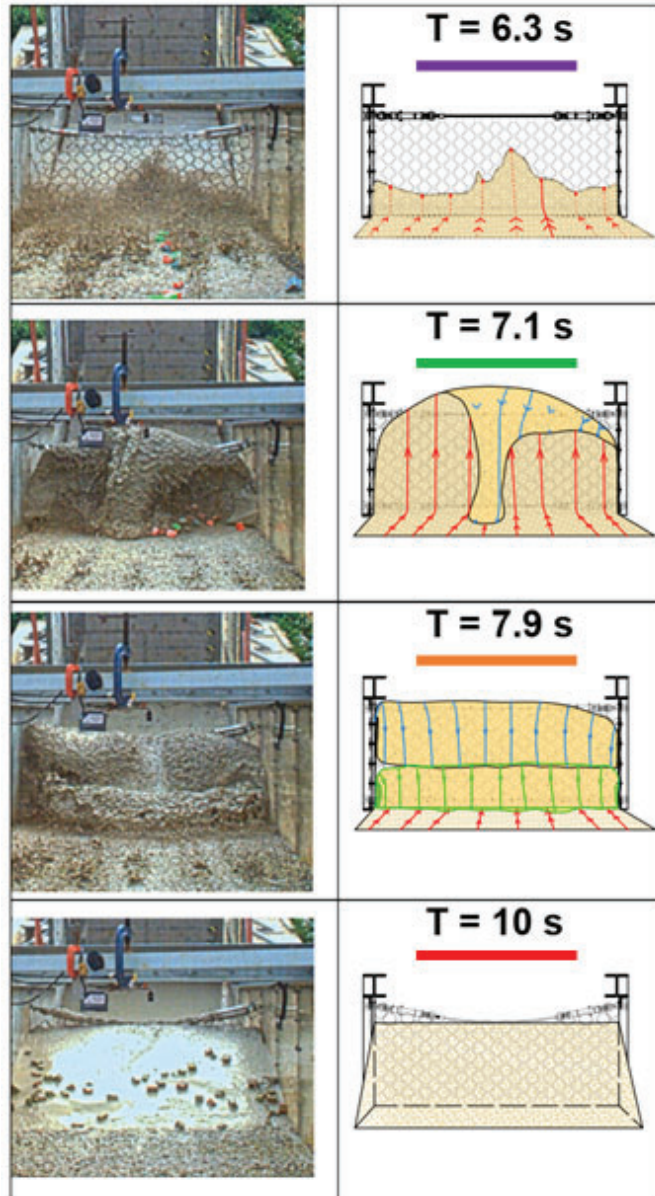 T = 6.3 s
T = 7.1 s
T = 7.9 s
T = 10 s